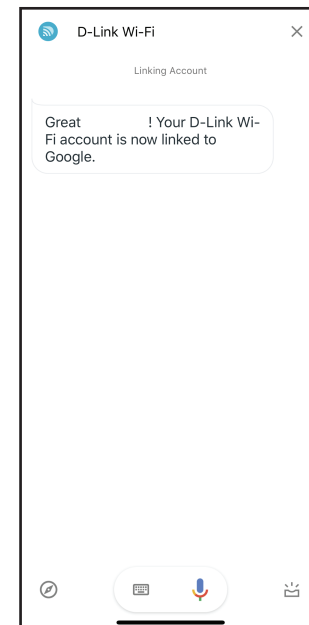 D-Link Wi-Fi
Linking Account
Great ! Your D-Link Wi-
Fi account is now linked to
Google.